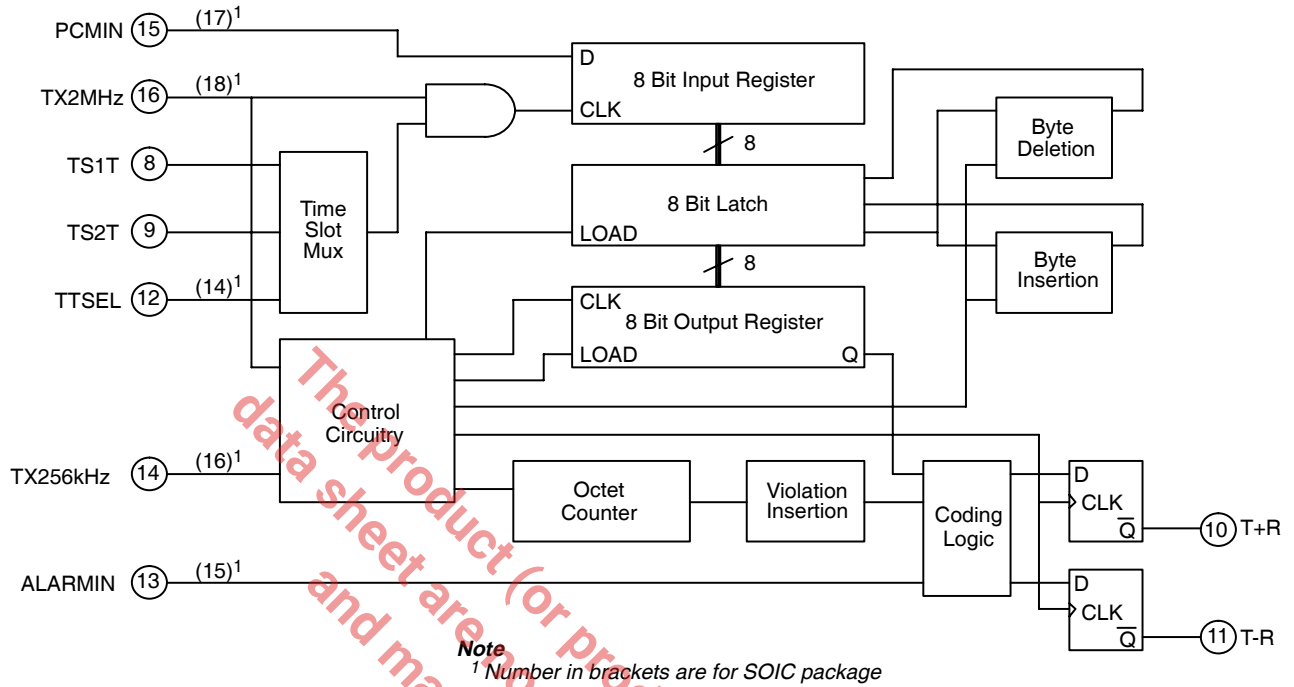 PCMIN 15 (17)1
D
8 Bit Input Register
TX2MHz 16 (18)1
CLK
Byte
Deletion
8
TS1T 8
Time
Slot
Mux
8 Bit Latch
TS2T 9
LOAD
Byte
Insertion
8
TTSEL 12 (14)1
CLK
8 Bit Output Register
LOAD Q
Control
Circuitry
TX256kHz 14 (16)1
Octet
Counter
Violation
Insertion
Coding
Logic
D
CLK
Q
10 T+R
ALARMIN 13 (15)1
D
CLK
Q
11 T-R
Note
1 Number in brackets are for SOIC package
The product (or pro
data sheet are no
and ma